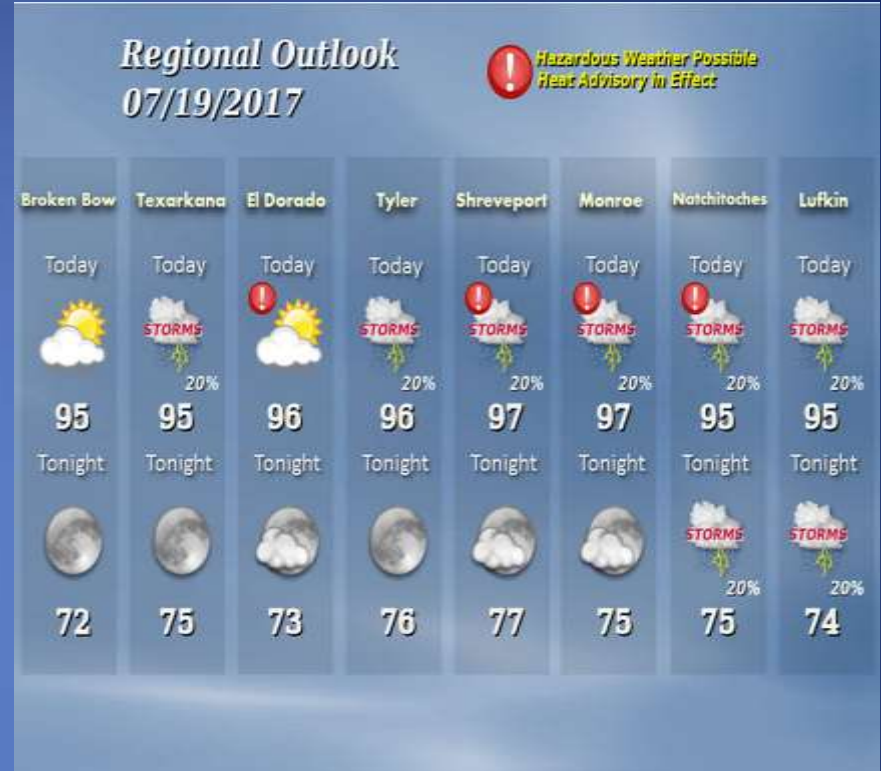 Regional Outlook
07/19/2017
! Hazardous Weather Possible
Heat Advisory in Effect
Broken Bow Texarkana El Dorado Tyler Shreveport Monroe Natchitoches Lufkin
Today Today Today Today Today Today Today Today
! ! ! !
STORMS STORMS STORMS STORMS STORMS STORMS
20% 20% 20% 20% 20% 20%
95 95 96 96 97 97 95 95
Tonight Tonight Tonight Tonight Tonight Tonight Tonight Tonight
STORMS STORMS
20% 20%
72 75 73 76 77 75 75 74